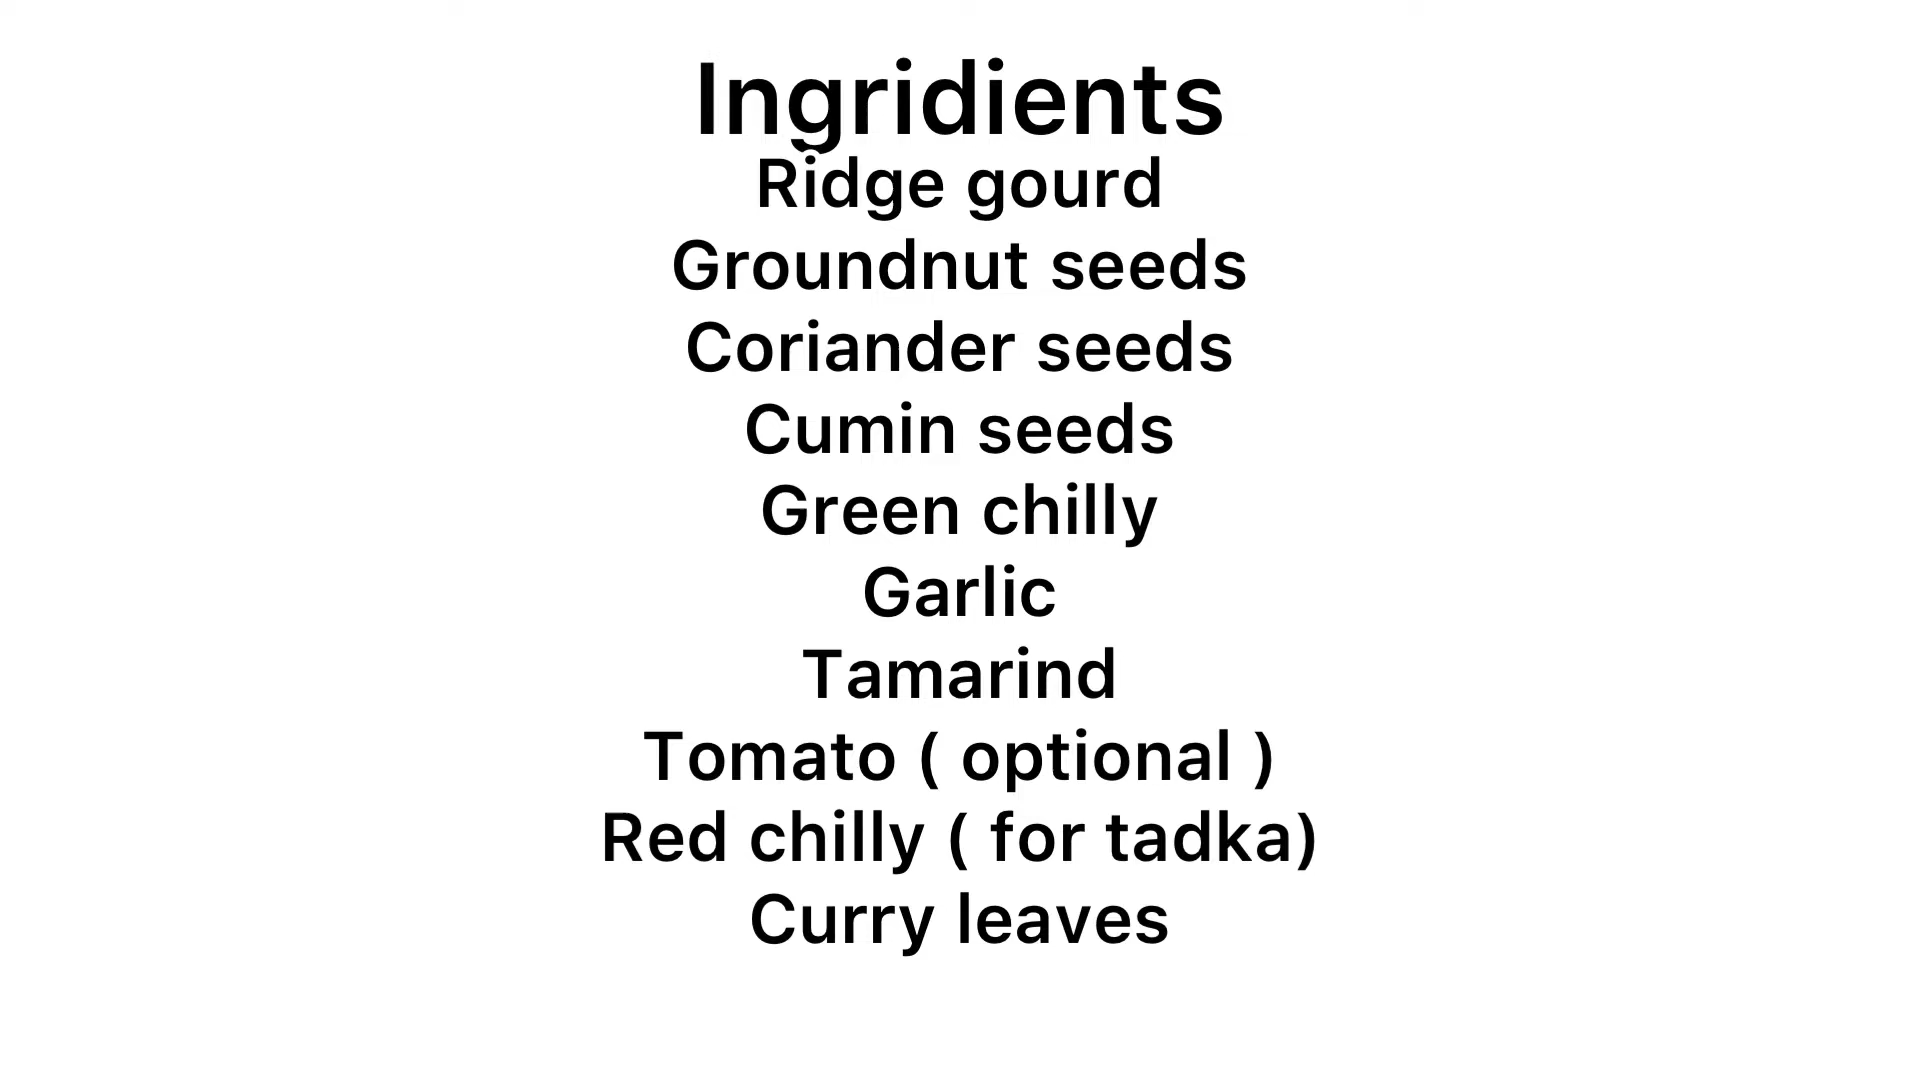 Ingridients
Ridge gourd
Groundnut seeds
Coriander seeds
Cumin seeds
Green chilly
Garlic
Tamarind
Tomato ( optional )
Red chilly ( for tadka)
Curry leaves